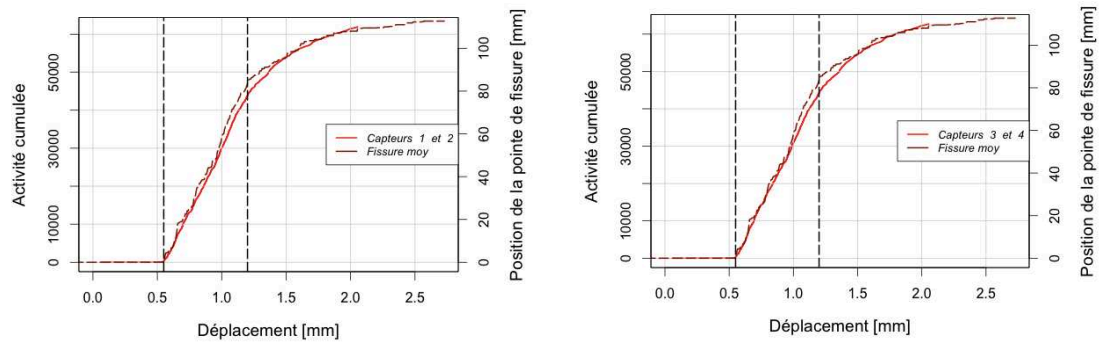 Activité cumulée
0 10000 30000 50000
0.0 0.5 1.0 1.5 2.0 2.5
Déplacement [mm]
0 20 40 60 80 100
Position de la pointe de fissure [mm]
Capteurs 1 et 2
Fissure moy
Activité cumulée
0 10000 30000 50000
0.0 0.5 1.0 1.5 2.0 2.5
Déplacement [mm]
0 20 40 60 80 100
Position de la pointe de fissure [mm]
Capteurs 3 et 4
Fissure moy